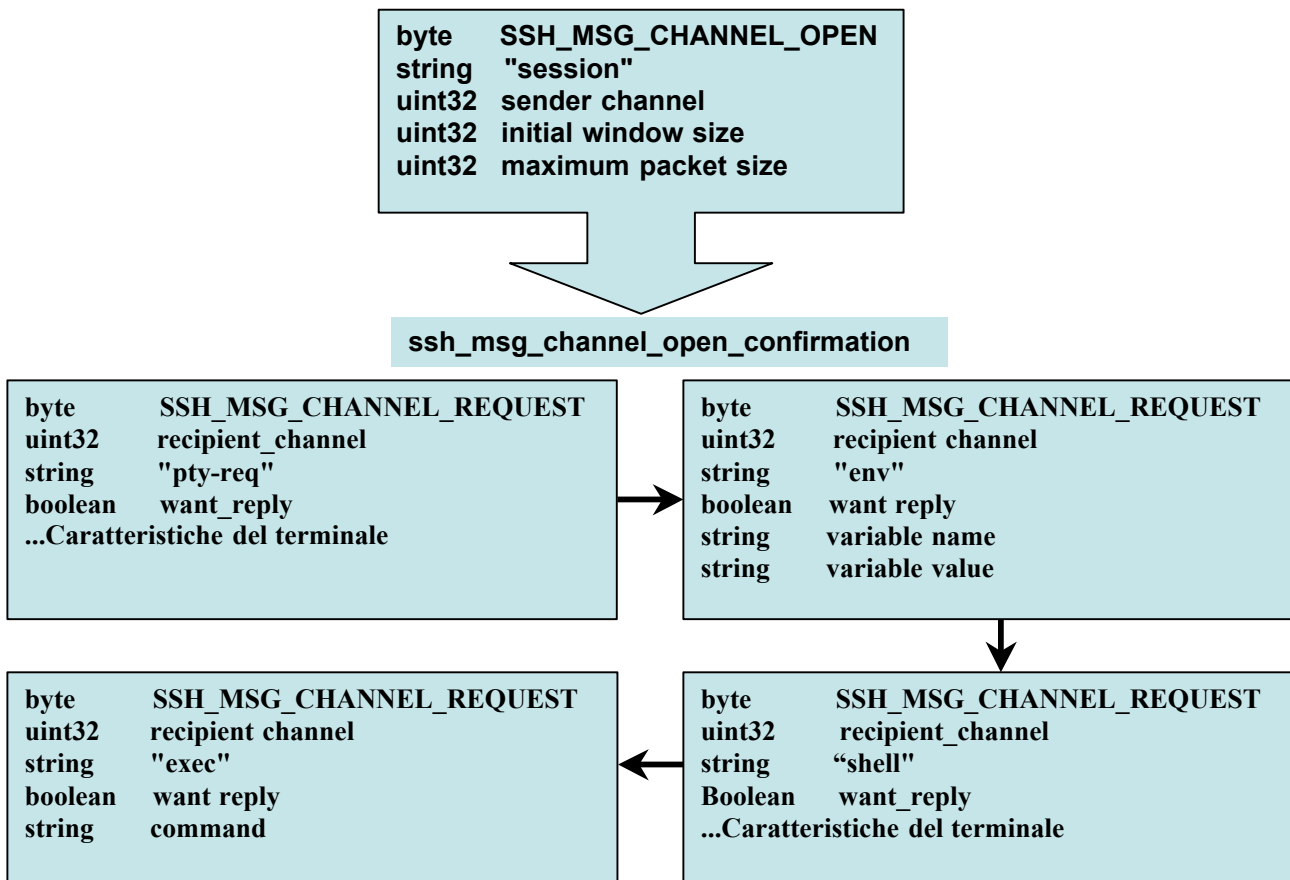 byte SSH_MSG_CHANNEL_OPEN
string "session"
uint32 sender channel
uint32 initial window size
uint32 maximum packet size
ssh_msg_channel_open_confirmation
byte SSH_MSG_CHANNEL_REQUEST
uint32 recipient_channel
string "pty-req"
boolean want_reply
...Caratteristiche del terminale
byte SSH_MSG_CHANNEL_REQUEST
uint32 recipient channel
string "env"
boolean want reply
string variable name
string variable value
byte SSH_MSG_CHANNEL_REQUEST
uint32 recipient channel
string "exec"
boolean want reply
string command
byte SSH_MSG_CHANNEL_REQUEST
uint32 recipient_channel
string “shell"
Boolean want_reply
...Caratteristiche del terminale